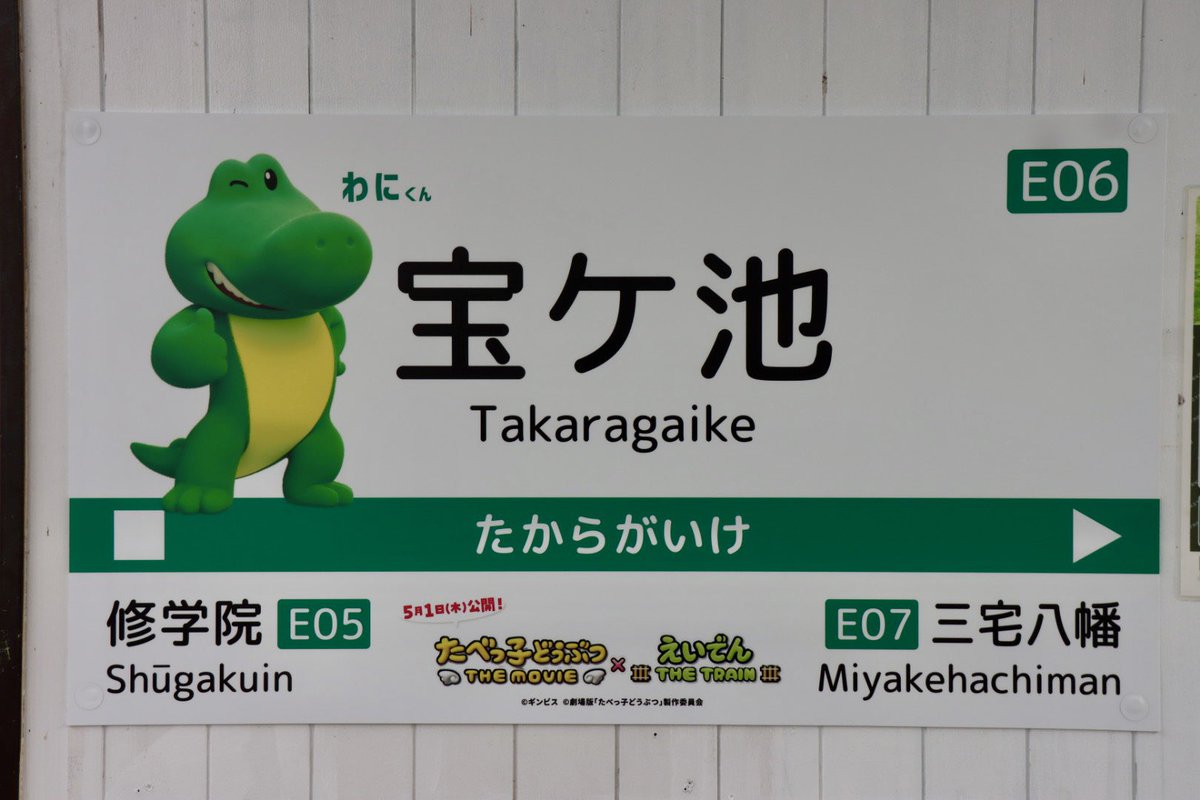 わにくん
E06
宝ケ池
Takaragaike
たからがいけ
修学院 E05
Shūgakuin
5月1日(木)公開!
たべっ子どうぶつ
THE MOVIE
×
えいでん
THE TRAIN
E07 三宅八幡
Miyakehachiman
©ギンビス ©劇場版「たべっ子どうぶつ」製作委員会